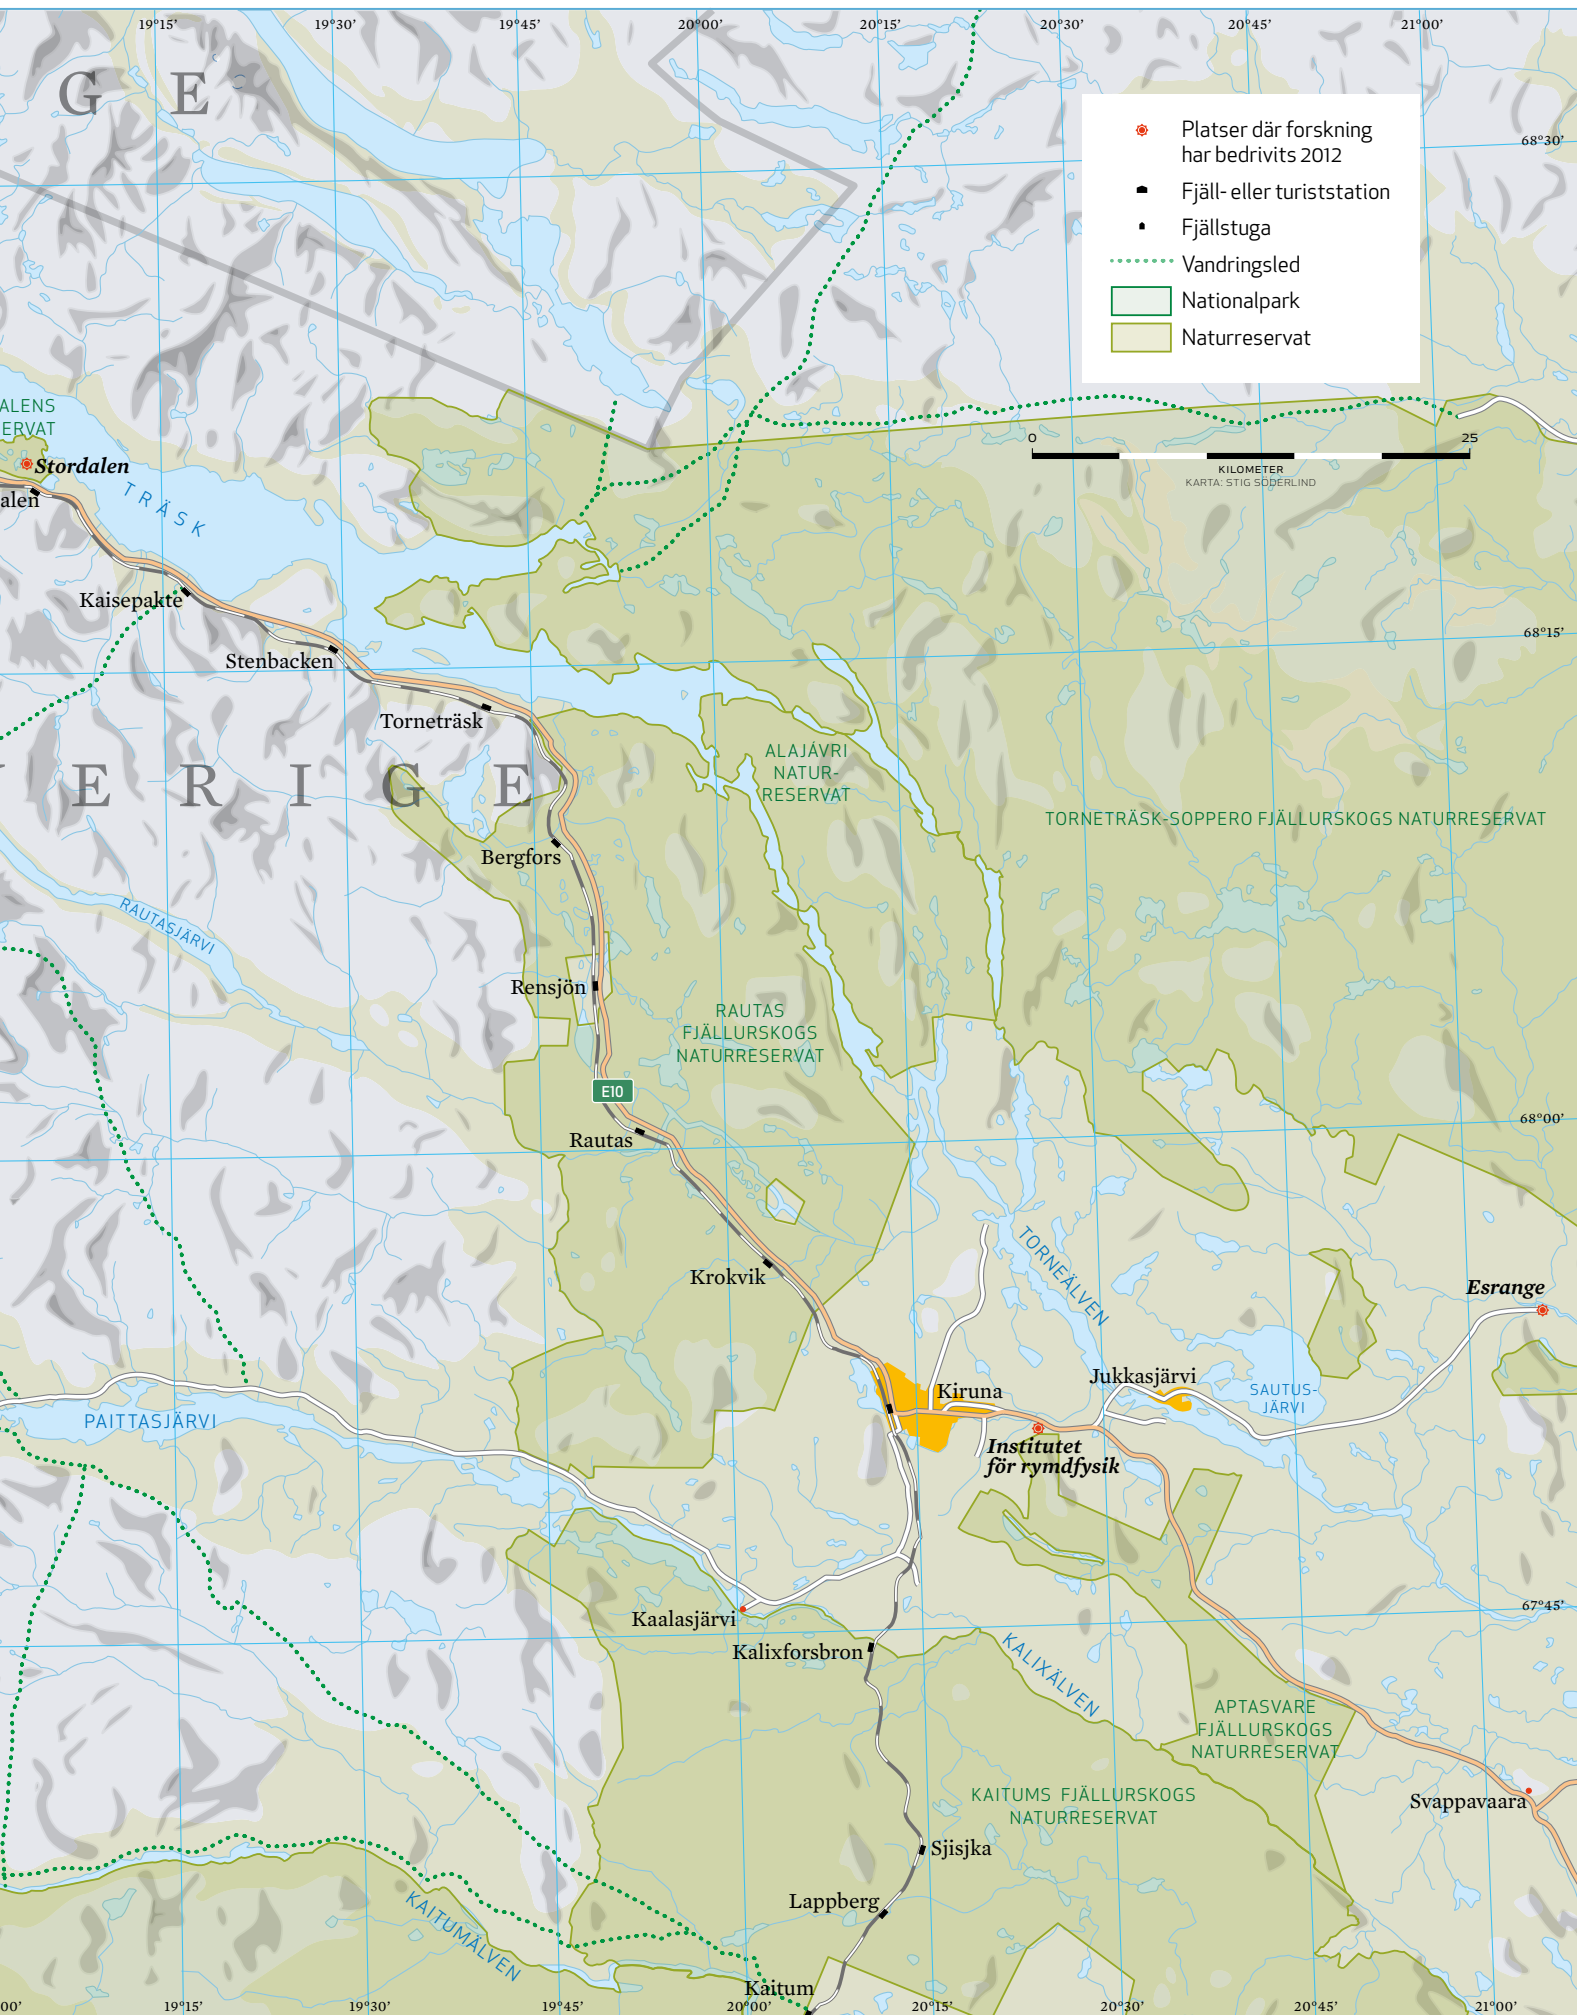 19°15'
19°30'
19°45'
20°00'
20°15'
20°30'
20°45'
21°00'
G E
Platser där forskning
har bedrivits 2012
Fjäll- eller turiststation
Fjällstuga
Vandringsled
Nationalpark
Naturreservat
68°30'
ALENS
ERVAT
Stordalen
alen
TRÄSK
0
25
KILOMETER
KARTA: STIG SÖDERLIND
Kaisepakte
Stenbacken
68°15'
Torneträsk
ERIGE
ALAJÁVRI
NATUR-
RESERVAT
TORNETRÄSK-SOPPERO FJÄLLURSKOGS NATURRESERVAT
Bergfors
RAUTASJÄRVI
Rensjön
RAUTAS
FJÄLLURSKOGS
NATURRESERVAT
E10
Rautas
68°00'
Krokvik
TORNEÄLVEN
Esrange
Kiruna
Jukkasjärvi
SAUTUS-
JÄRVI
PAITTASJÄRVI
Institutet
för rymdfysik
Kaalasjärvi
67°45'
Kalixforsbron
KALIXÄLVEN
APTASVARE
FJÄLLURSKOGS
NATURRESERVAT
KAITUMS FJÄLLURSKOGS
NATURRESERVAT
Svappavaara
Sjisjka
Lappberg
KAITUMÄLVEN
Kaitum
00'
19°15'
19°30'
19°45'
20°00'
20°15'
20°30'
20°45'
21°00'